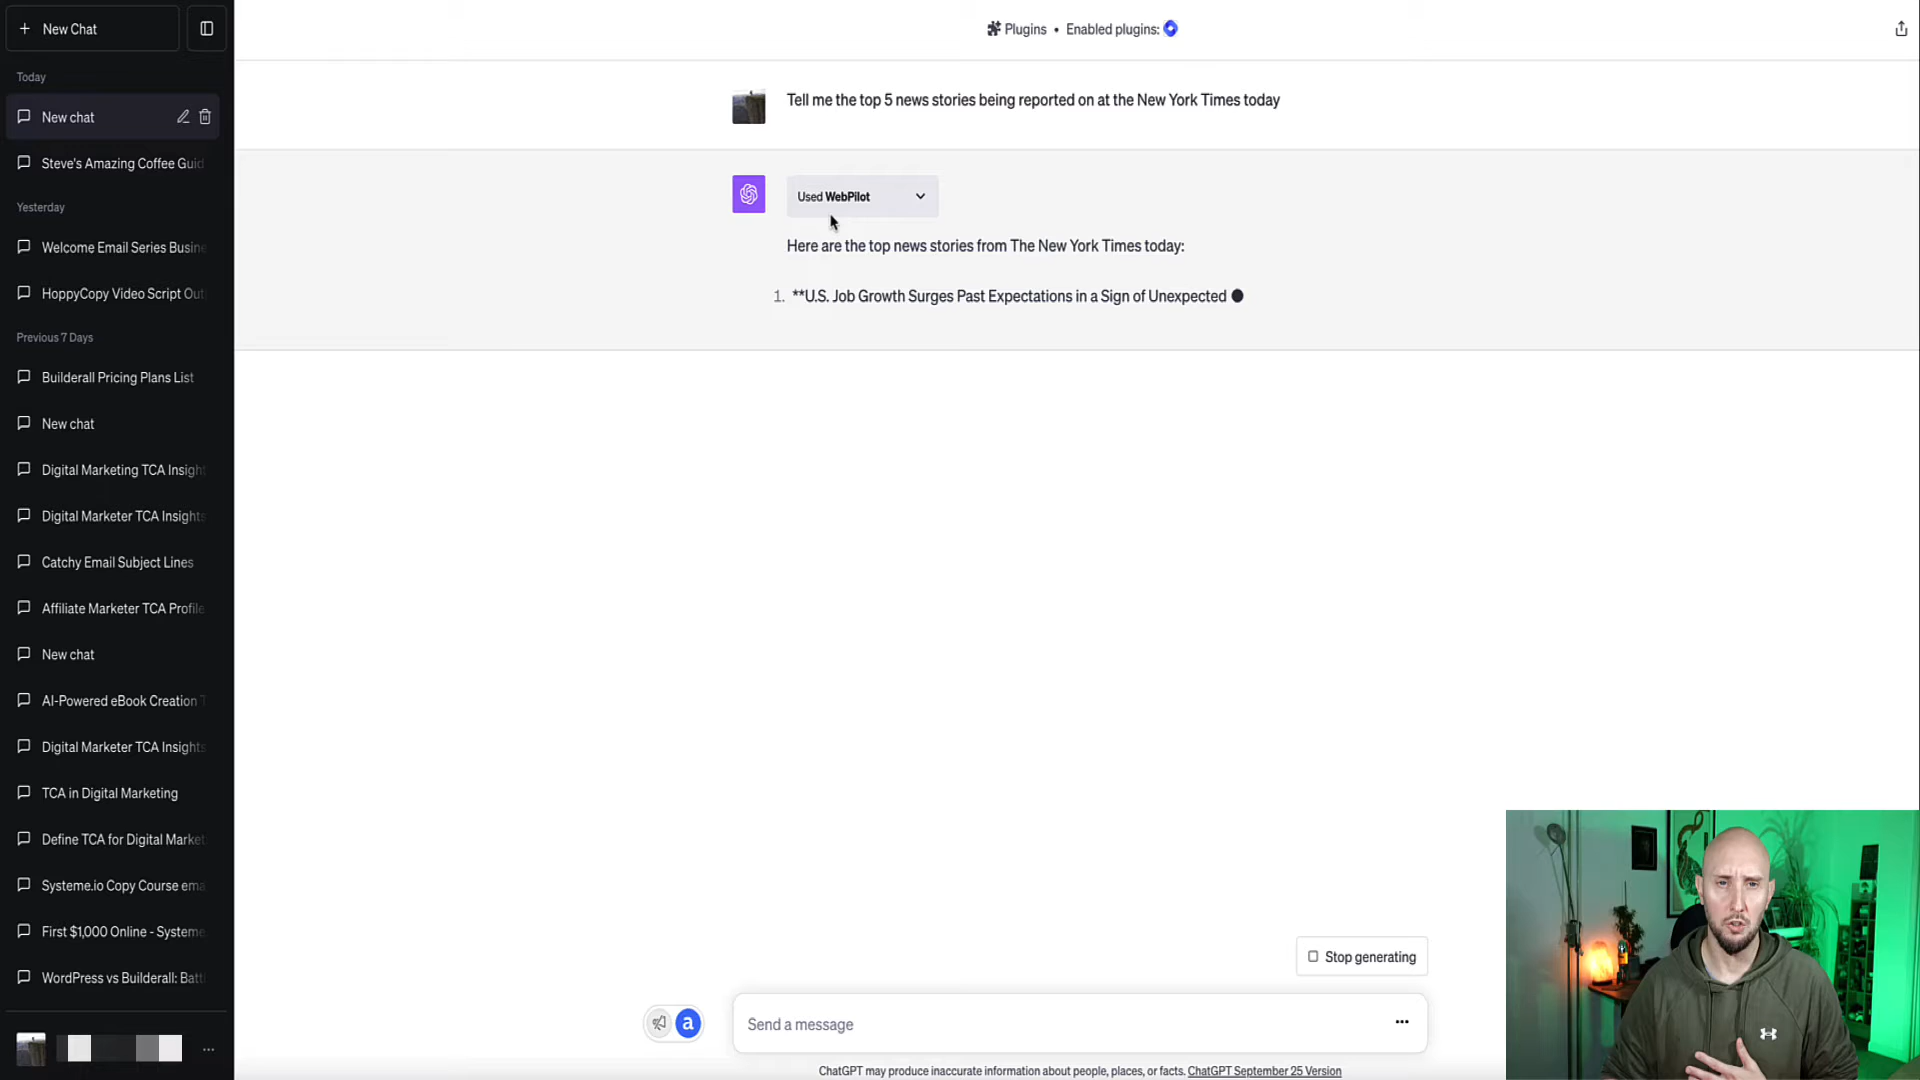 New Chat
Today
New chat
Steve's Amazing Coffee Guid
Yesterday
Welcome Email Series Busine
HoppyCopy Video Script Out
Previous 7 Days
Builderall Pricing Plans List
New chat
Digital Marketing TCA Insigh
Digital Marketer TCA Insights
Catchy Email Subject Lines
Affiliate Marketer TCA Profile
New chat
AI-Powered eBook Creation T
Digital Marketer TCA Insights
TCA in Digital Marketing
Define TCA for Digital Market
Systeme.io Copy Course ema
First $1,000 Online - Systeme
WordPress vs Builderall: Batt
Plugins • Enabled plugins:
Tell me the top 5 news stories being reported on at the New York Times today
Used WebPilot
Here are the top news stories from The New York Times today:
1. **U.S. Job Growth Surges Past Expectations in a Sign of Unexpected
Stop generating
a
Send a message
ChatGPT may produce inaccurate information about people, places, or facts. ChatGPT September 25 Version